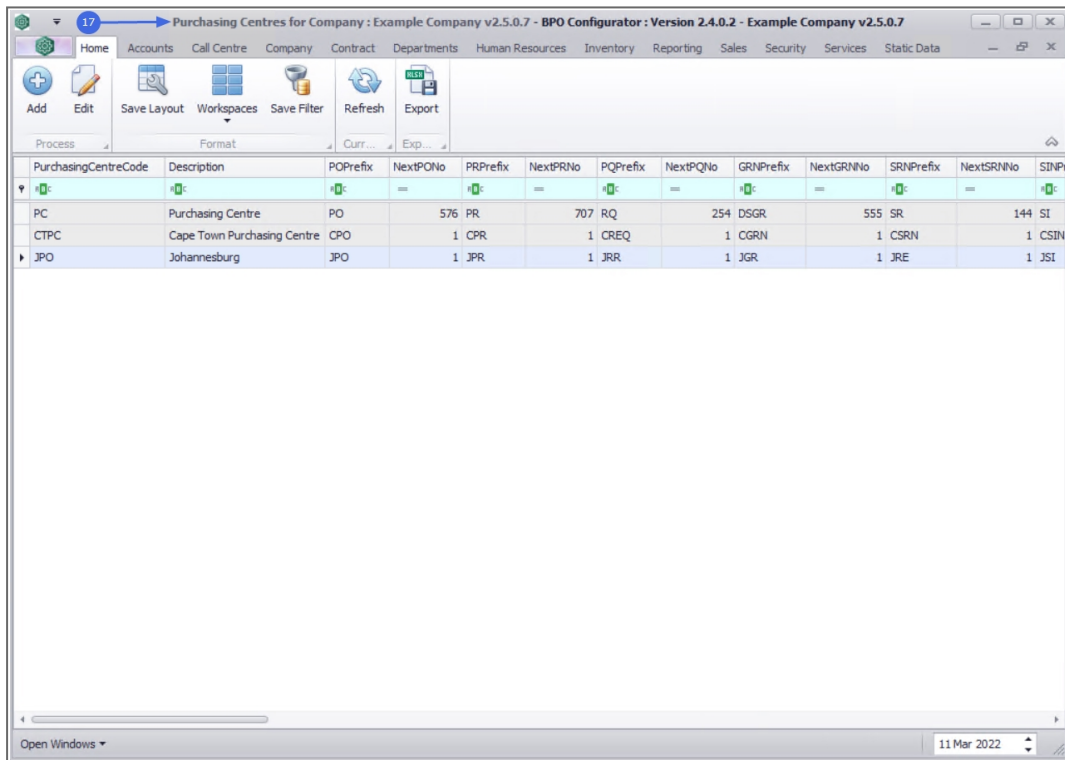 17 Purchasing Centres for Company : Example Company v2.5.0.7 - BPO Configurator : Version 2.4.0.2 - Example Company v2.5.0.7
Home Accounts Call Centre Company Contract Departments Human Resources Inventory Reporting Sales Security Services Static Data
Add Edit Save Layout Workspaces Save Filter Refresh Export
Process Format Curr... Exp...
PurchasingCentreCode Description POPrefix NextPONo PRPrefix NextPRNo PQPrefix NextPQNo GRNPrefix NextGRNNo SRNPrefix NextSRNNo SINPr
PC Purchasing Centre PO 576 PR 707 RQ 254 DSGR 555 SR 144 SI
CTPC Cape Town Purchasing Centre CPO 1 CPR 1 CREQ 1 CGRN 1 CSRN 1 CSIN
JPO Johannesburg JPO 1 JPR 1 JRR 1 JGR 1 JRE 1 JSI
Open Windows 11 Mar 2022